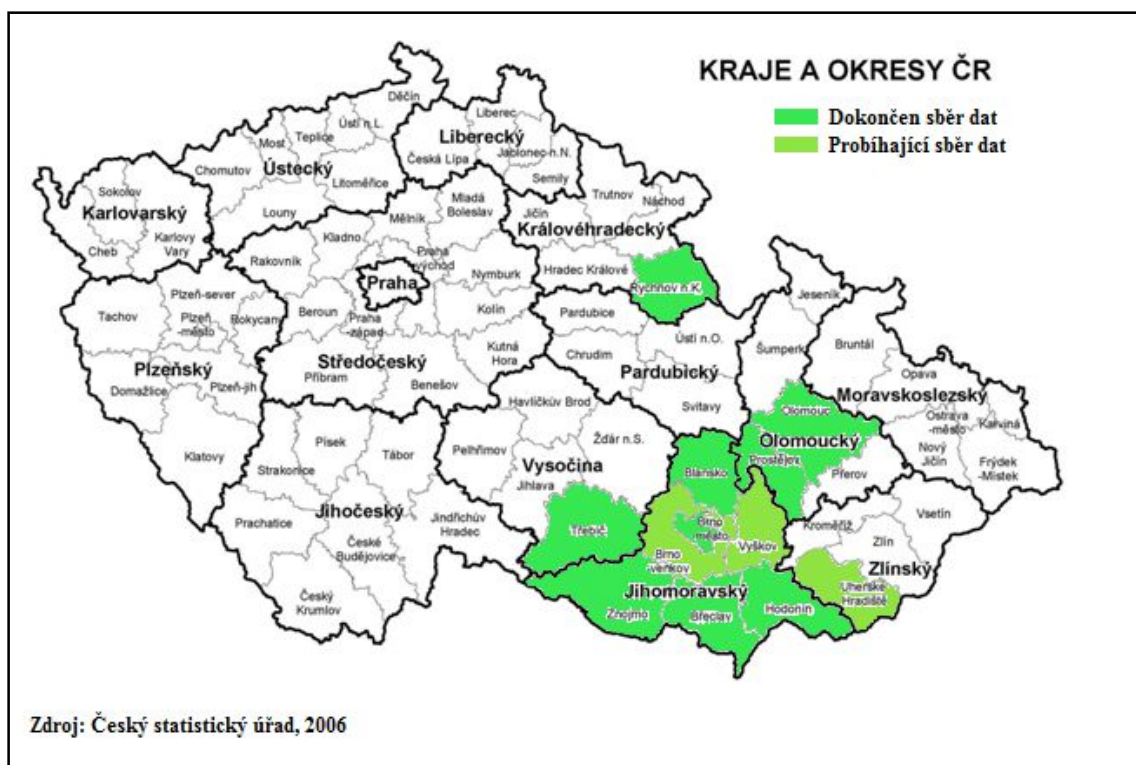 KRAJE A OKRESY ČR
Dokončen sběr dat
Probíhající sběr dat
Děčín
Liberec
Ústí n.L.
Teplice
Liberecký
Most
Jablonec n.N.
Chomutov
Ústecký
Česká Lípa
Semily
Litoměřice
Trutnov
Sokolov
Mladá
Boleslav
Náchod
Karlovarský
Louny
Mělník
Jičín
Královéhradecký
Kladno
Cheb
Karlovy
Vary
Rakovník
Praha
východ
Nymburk
Hradec Králové
Praha
Rychnov n.K.
Plzeň-sever
Jeseník
Tachov
Plzeň
-město
Rokycany
Beroun
Praha
-západ
Kolín
Pardubice
Ústí n.O.
Bruntál
Plzeňský
Středočeský
Kutná
Hora
Chrudim
Pardubický
Šumperk
Opava
Domažlice
Plzeň-jih
Příbram
Benešov
Moravskoslezský
Havlíčkův Brod
Svitavy
Olomouc
Ostrava
-město
Karviná
Písek
Tábor
Žďár n.S.
Olomoucký
Klatovy
Strakonice
Pelhřimov
Vysočina
Blansko
Prostějov
Přerov
Nový
Jičín
Frýdek
-Místek
Jihlava
Prachatice
Jihočeský
Jindřichův
Hradec
Třebíč
Brno
město
Vyškov
Kroměříž
Vsetín
České
Budějovice
Brno
-venkov
Zlín
Zlínský
Jihomoravský
Uherské
Hradiště
Český
Krumlov
Znojmo
Břeclav
Hodonín
Zdroj: Český statistický úřad, 2006